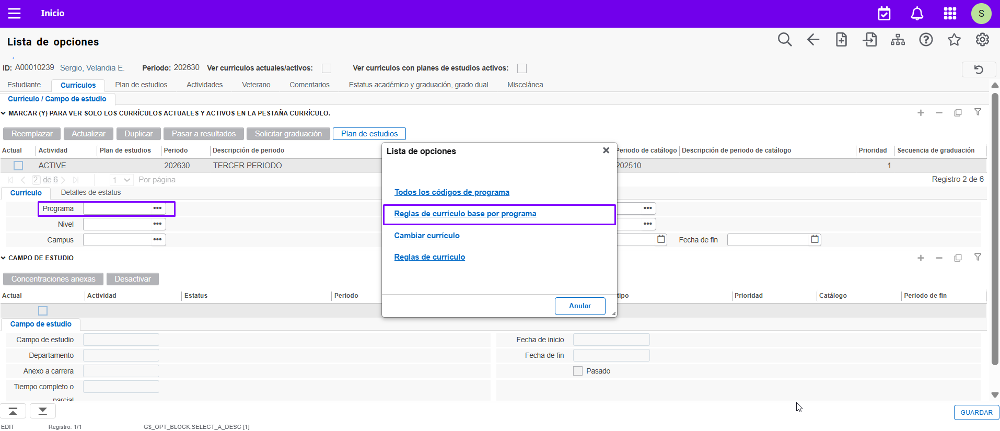 Inicio
S
Lista de opciones
ID: A00010239 Sergio, Velandia E. Periodo: 202630 Ver currículos actuales/activos: Ver currículos con planes de estudios activos:
Estudiante Currículos Plan de estudios Actividades Veterano Comentarios Estatus académico y graduación, grado dual Miscelánea
Currículo / Campo de estudio
MARCAR (Y) PARA VER SOLO LOS CURRÍCULOS ACTUALES Y ACTIVOS EN LA PESTAÑA CURRÍCULO.
Reemplazar Actualizar Duplicar Pasar a resultados Solicitar graduación Plan de estudios
Actual Actividad Plan de estudios Periodo Descripción de periodo Periodo de catálogo Descripción de periodo de catálogo Prioridad Secuencia de graduación
ACTIVE 202630 TERCER PERIODO 202510 1
2 de 6 1 Por página Registro 2 de 6
Currículo Detalles de estatus
Programa
Nivel
Campus Fecha de fin
Lista de opciones
Todos los códigos de programa
Reglas de currículo base por programa
Cambiar currículo
Reglas de currículo
Anular
CAMPO DE ESTUDIO
Concentraciones anexas Desactivar
Actual Actividad Estatus Periodo tipo Prioridad Catálogo Periodo de fin
Campo de estudio
Campo de estudio Fecha de inicio
Departamento Fecha de fin
Anexo a carrera Pasado
Tiempo completo o
parcial
GUARDAR
EDIT Registro: 1/1 G$_OPT_BLOCK.SELECT_A_DESC [1]